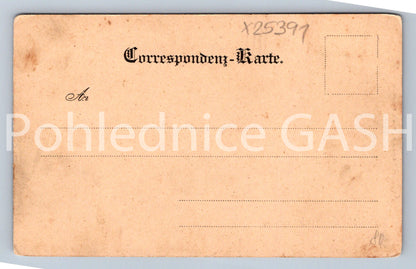 X25391
Correspondenz-Karte.
An
Pohlednice GASH